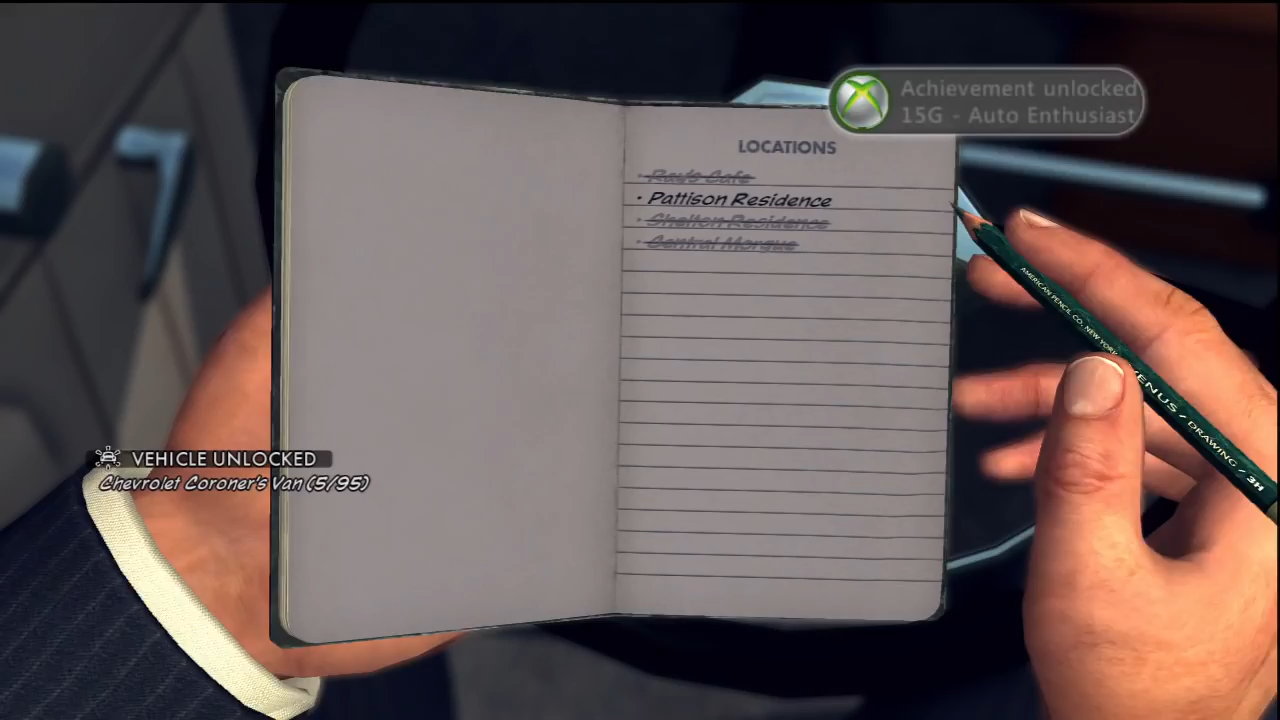 Achievement unlocked
15G - Auto Enthusiast
LOCATIONS
· Ray's Cafe
· Pattison Residence
· Shelton Residence
· Central Morgue
AMERICAN PENCIL CO. NEW YORK
VENUS / DRAWING / 3H
VEHICLE UNLOCKED
Chevrolet Coroner's Van (5/95)